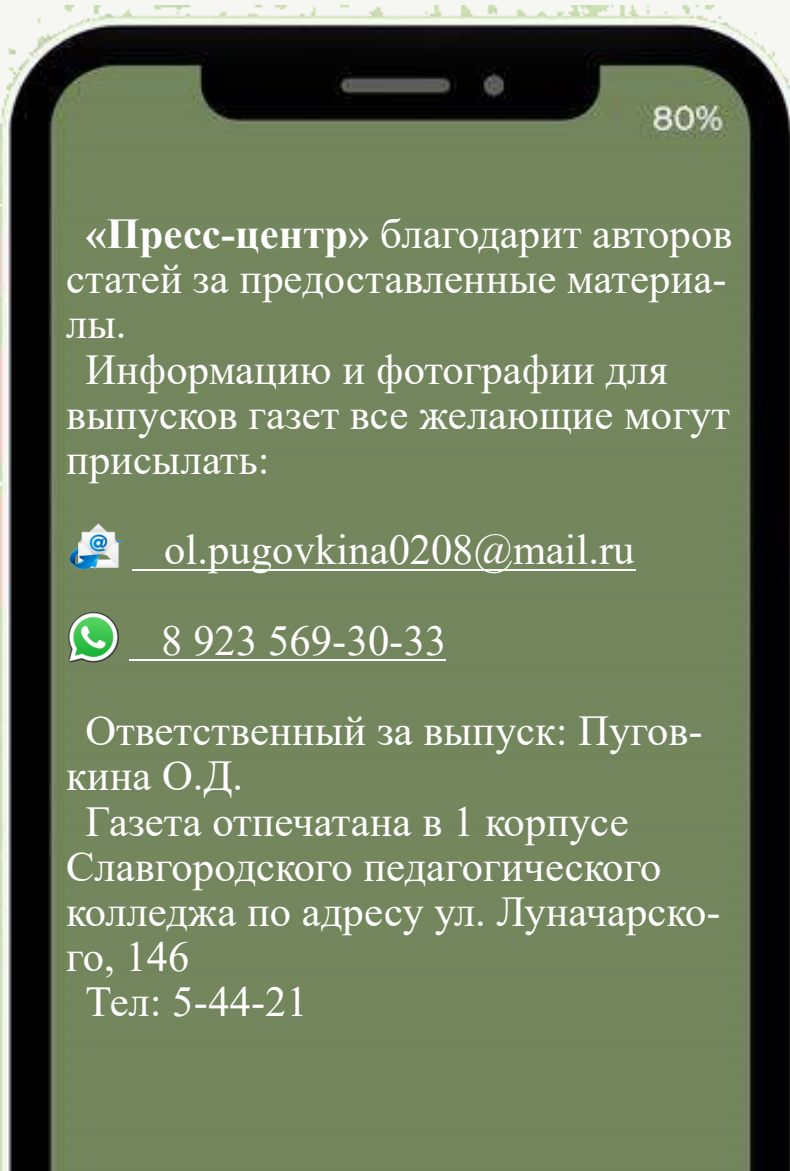 80%
«Пресс-центр» благодарит авторов
статей за предоставленные материа-
лы.
Информацию и фотографии для
выпусков газет все желающие могут
присылать:
ol.pugovkina0208@mail.ru
8 923 569-30-33
Ответственный за выпуск: Пугов-
кина О.Д.
Газета отпечатана в 1 корпусе
Славгородского педагогического
колледжа по адресу ул. Луначарско-
го, 146
Тел: 5-44-21